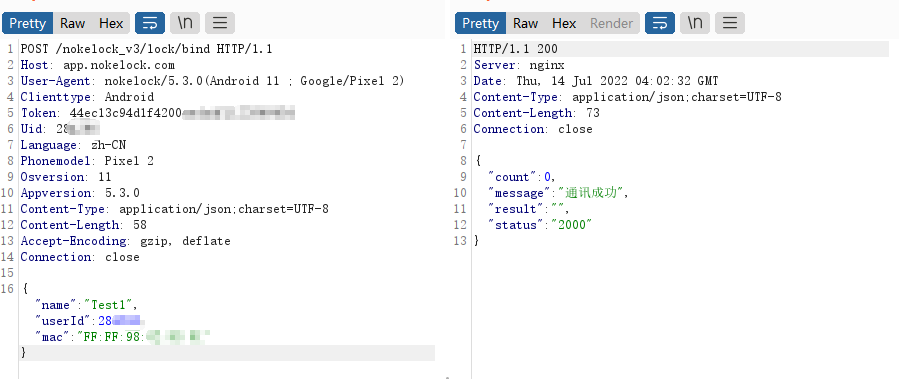 Pretty Raw Hex \n
1 POST /nokelock_v3/lock/bind HTTP/1.1
2 Host: app.nokelock.com
3 User-Agent: nokelock/5.3.0(Android 11 ; Google/Pixel 2)
4 Clienttype: Android
5 Token: 44ec13c94d1f4200
6 Uid: 28
7 Language: zh-CN
8 Phonemodel: Pixel 2
9 Osversion: 11
10 Appversion: 5.3.0
11 Content-Type: application/json;charset=UTF-8
12 Content-Length: 58
13 Accept-Encoding: gzip, deflate
14 Connection: close
15
16 {
"name":"Test1",
"userId":28
"mac":"FF:FF:98:
}
Pretty Raw Hex Render \n
1 HTTP/1.1 200
2 Server: nginx
3 Date: Thu, 14 Jul 2022 04:02:32 GMT
4 Content-Type: application/json;charset=UTF-8
5 Content-Length: 73
6 Connection: close
7
8 {
9 "count":0,
10 "message":"通讯成功",
11 "result":"",
12 "status":"2000"
13 }